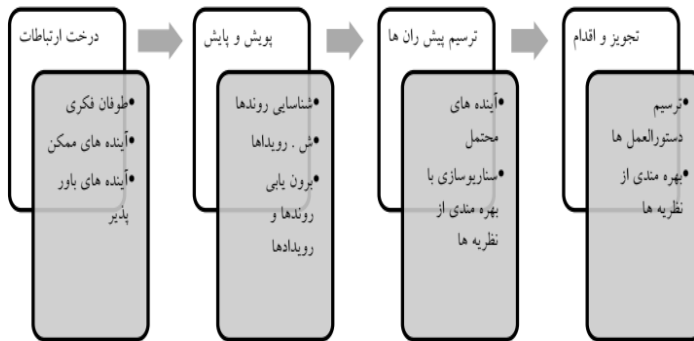 درخت ارتباطات
•طوفان فکری
•آینده های ممکن
•آینده های باور
پذیر
پویش و پایش
•شناسایی روندها
•ش . رویداها
•برون یابی
روندها و
رویدادها
ترسیم پیش ران ها
•آینده های
محتمل
•سناریوسازی با
بهره مندی از
نظریه ها
تجویز و اقدام
•ترسیم
دستورالعمل ها
•بهره مندی از
نظریه ها